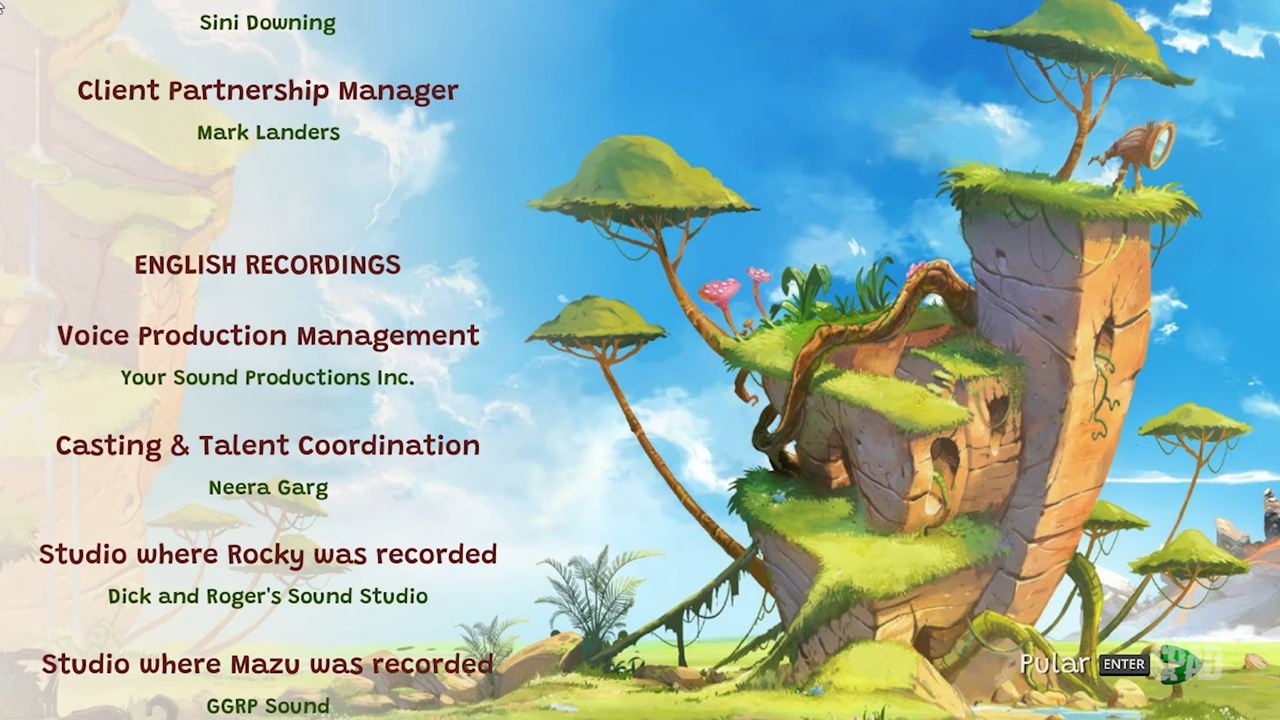 Sini Downing
Client Partnership Manager
Mark Landers
ENGLISH RECORDINGS
Voice Production Management
Your Sound Productions Inc.
Casting & Talent Coordination
Neera Garg
Studio where Rocky was recorded
Dick and Roger's Sound Studio
Studio where Mazu was recorded
GGRP Sound
Pular ENTER